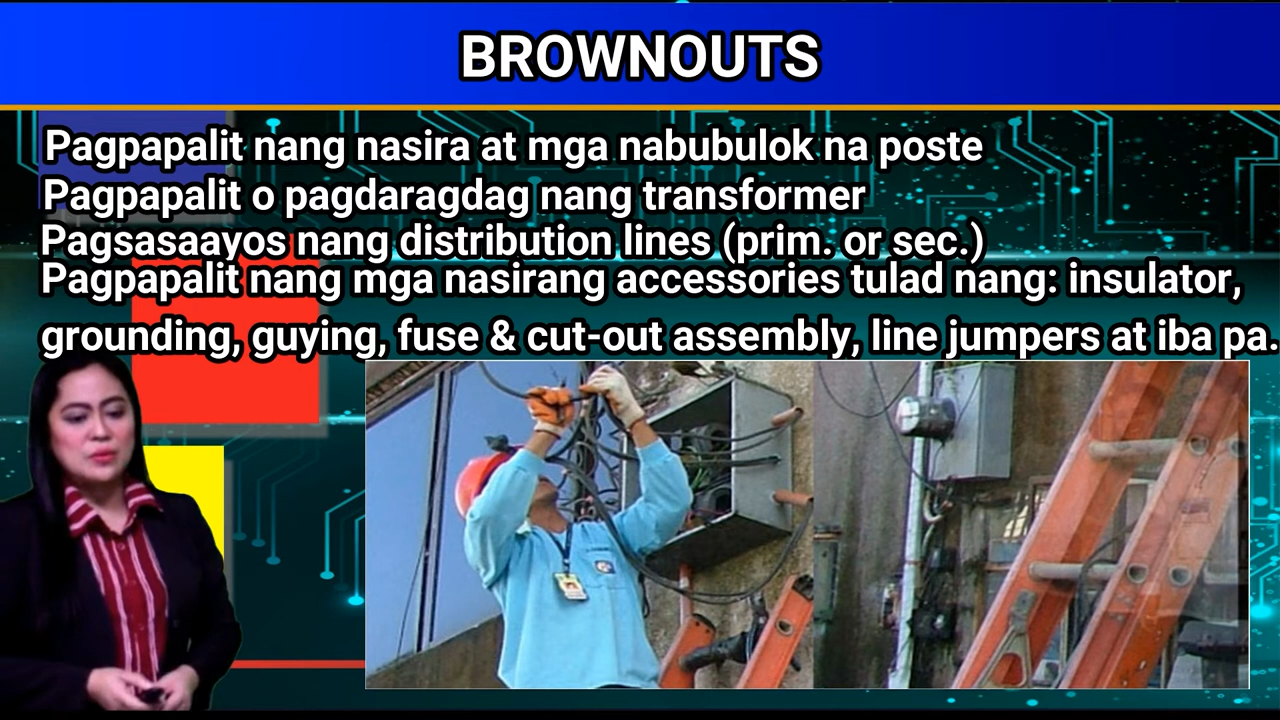 BROWNOUTS
Pagpapalit nang nasira at mga nabubulok na poste
Pagpapalit o pagdaragdag nang transformer
Pagsasaayos nang distribution lines (prim. or sec.)
Pagpapalit nang mga nasirang accessories tulad nang: insulator,
grounding, guying, fuse & cut-out assembly, line jumpers at iba pa.